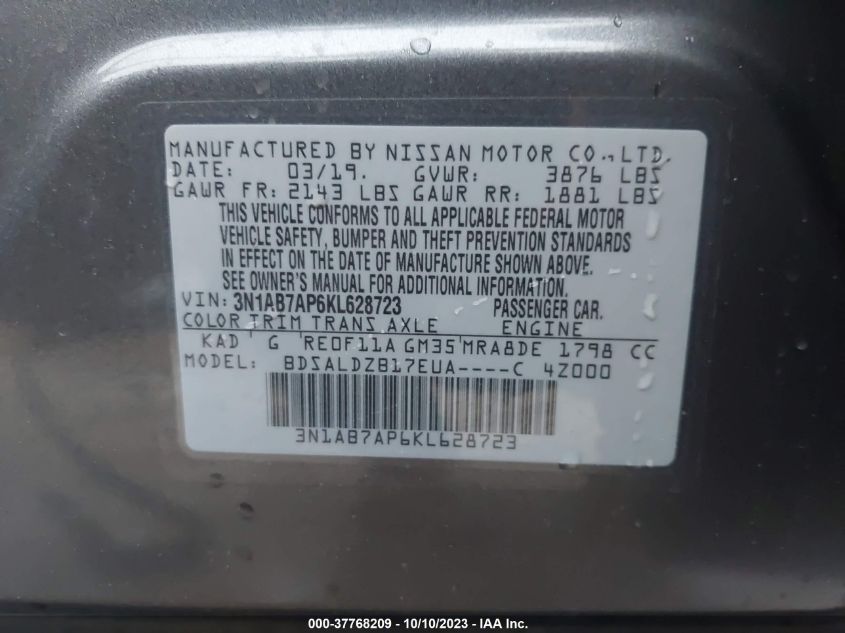 MANUFACTURED BY NISSAN MOTOR CO., LTD.
DATE: 03/19. GVWR: 3876 LBS
GAWR FR: 2143 LBS GAWR RR: 1881 LBS
THIS VEHICLE CONFORMS TO ALL APPLICABLE FEDERAL MOTOR
VEHICLE SAFETY, BUMPER AND THEFT PREVENTION STANDARDS
IN EFFECT ON THE DATE OF MANUFACTURE SHOWN ABOVE.
SEE OWNER'S MANUAL FOR ADDITIONAL INFORMATION.
VIN: 3N1AB7AP6KL628723 PASSENGER CAR.
COLOR TRIM TRANS AXLE ENGINE
KAD G RE0F11A GM35 MRA8DE 1798 CC
MODEL: BDSALDZB17EUA----C 4Z000
3N1AB7AP6KL628723
000-37768209 - 10/10/2023 - IAA Inc.